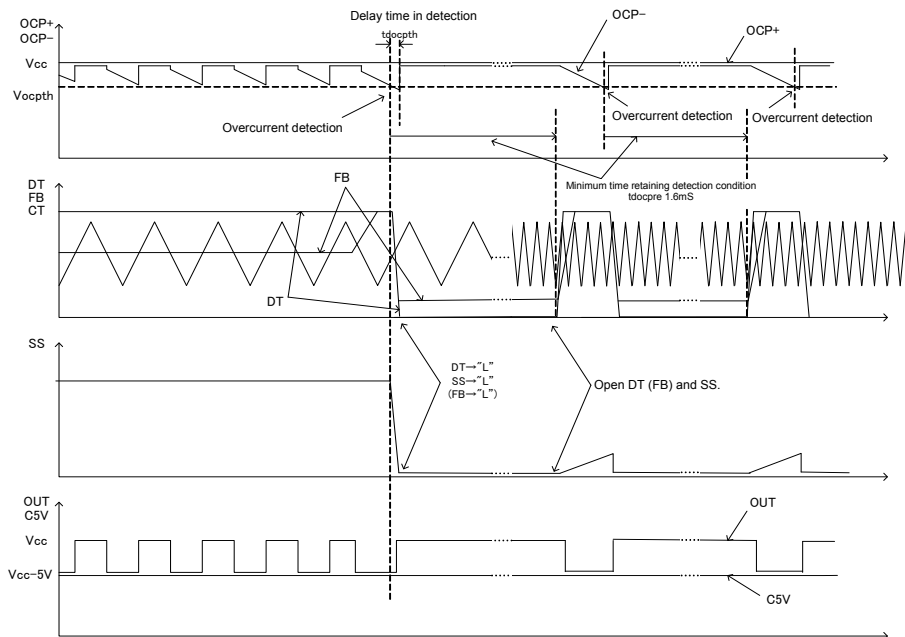 OCP+
OCP-
Delay time in detection
tdocpth
OCP-
OCP+
Vcc
Vocpth
Overcurrent detection
Overcurrent detection
Overcurrent detection
Minimum time retaining detection condition
tdocpre 1.6mS
DT
FB
CT
FB
DT
SS
DT→"L"
SS→"L"
(FB→"L")
Open DT (FB) and SS.
OUT
C5V
OUT
Vcc
Vcc-5V
C5V